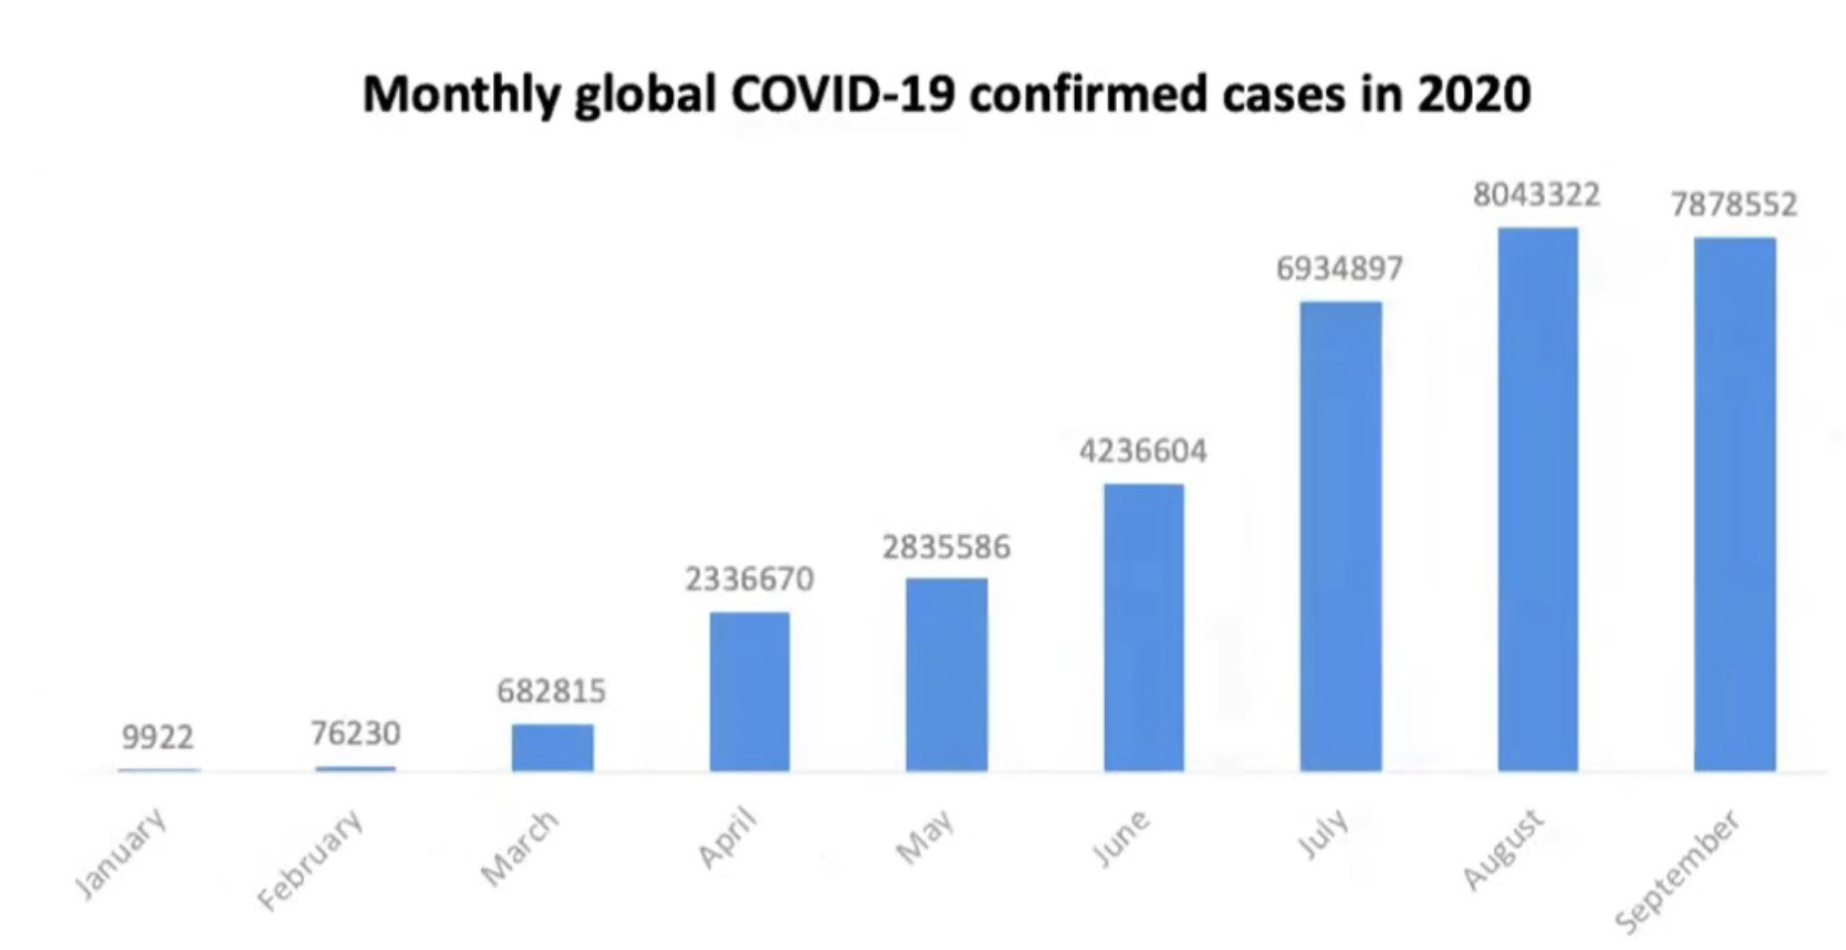 Monthly global COVID-19 confirmed cases in 2020
9922
76230
682815
2336670
2835586
4236604
6934897
8043322
7878552
January
February
March
April
May
June
July
August
September